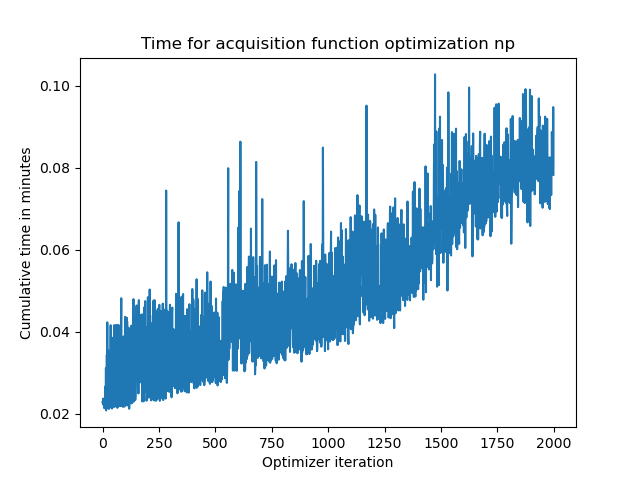 Time for acquisition function optimization np
0.10
0.08
0.06
0.04
0.02
Cumulative time in minutes
0 250 500 750 1000 1250 1500 1750 2000
Optimizer iteration